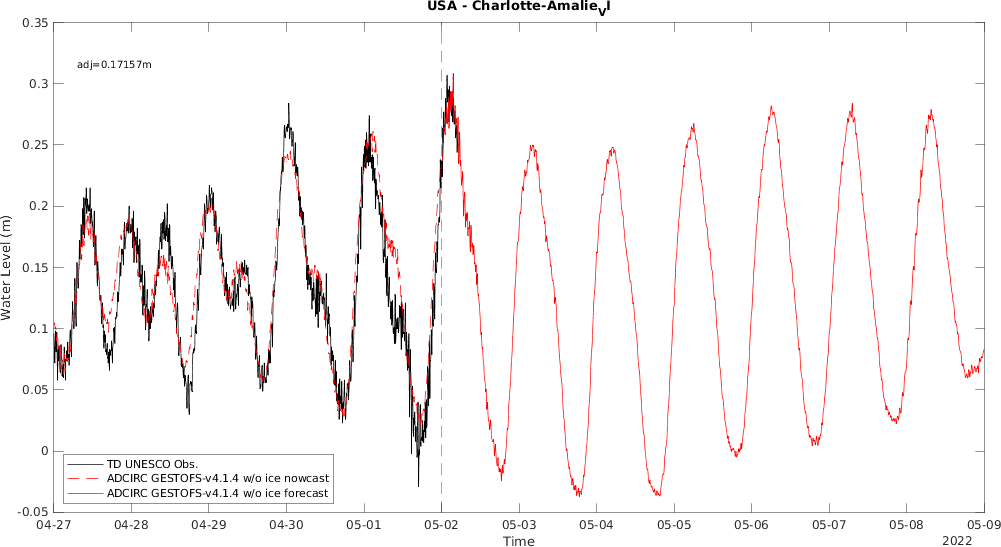 USA - Charlotte-AmalieVI
adj=0.17157m
0.35
0.3
0.25
0.2
0.15
0.1
0.05
0
-0.05
Water Level (m)
TD UNESCO Obs.
ADCIRC GESTOFS-v4.1.4 w/o ice nowcast
ADCIRC GESTOFS-v4.1.4 w/o ice forecast
04-27 04-28 04-29 04-30 05-01 05-02 05-03 05-04 05-05 05-06 05-07 05-08 05-09
Time
2022